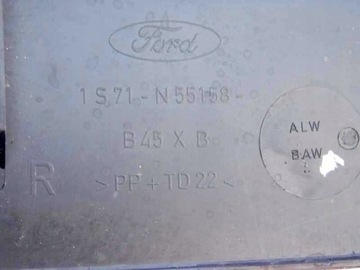 Ford
1S71-N55158-
B45XB
R
>PP+TD22<
ALW
BAW